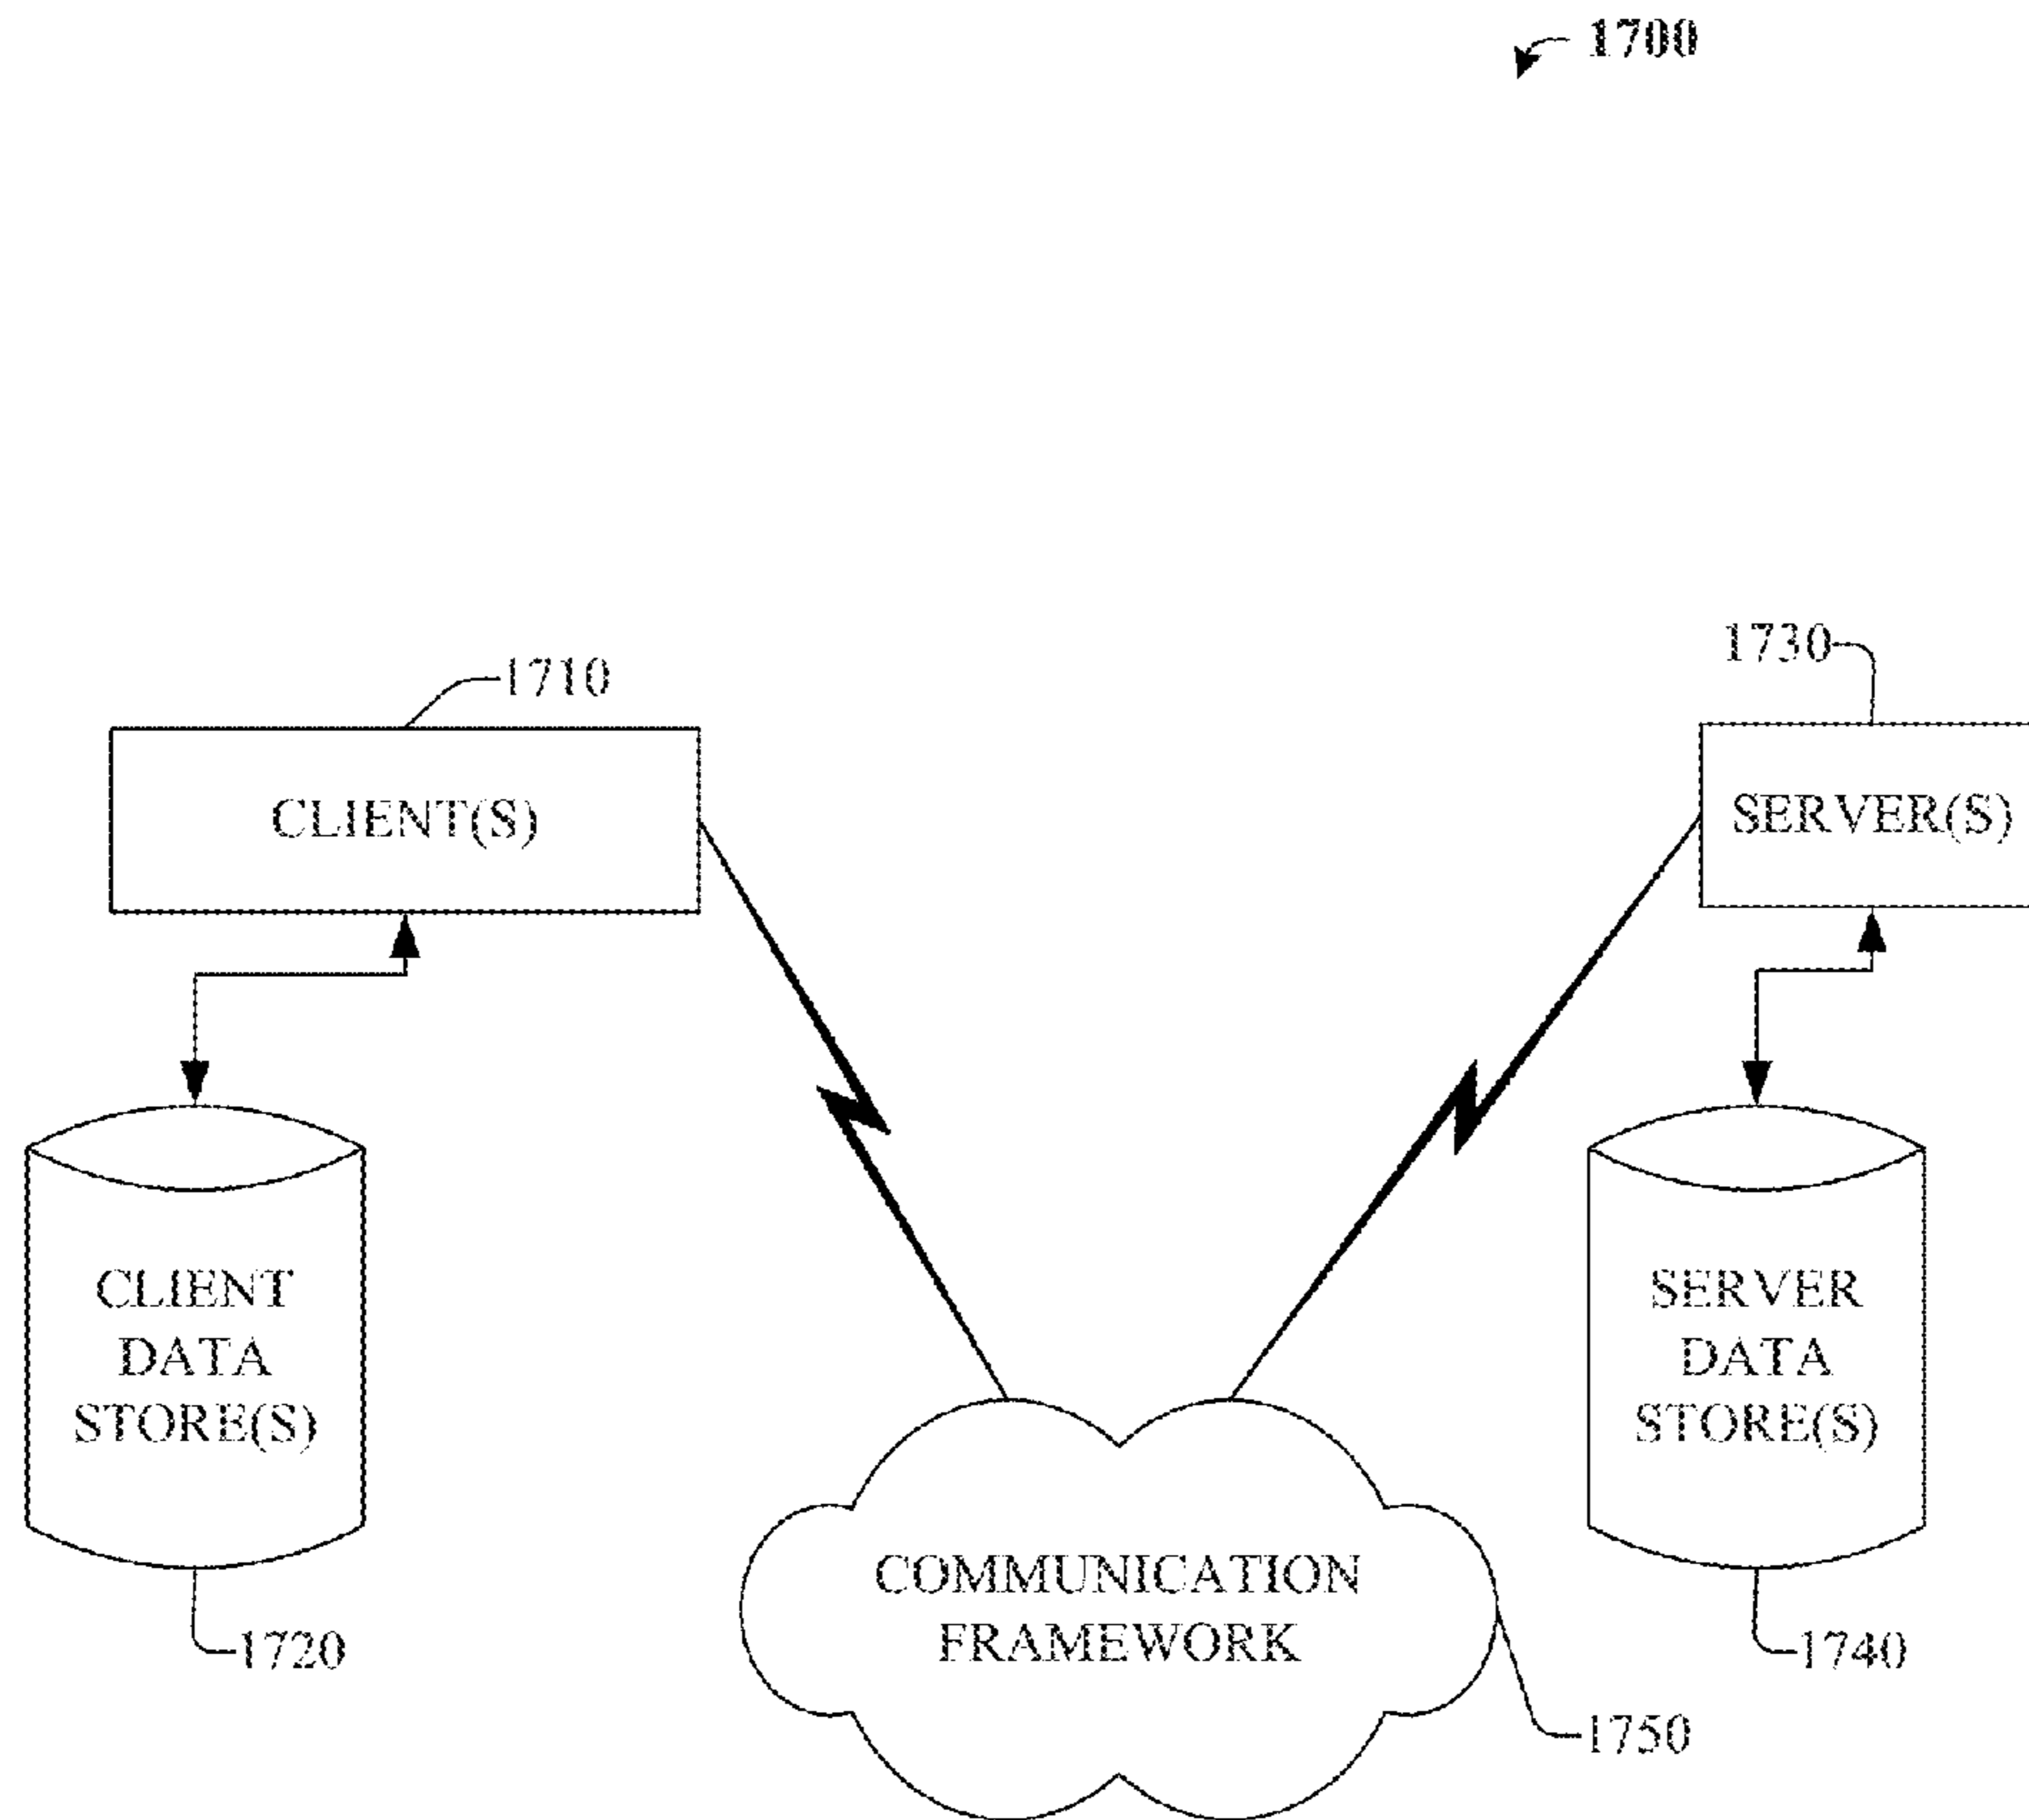 1700
1710
1730
CLIENT(S)
SERVER(S)
CLIENT
DATA
STORE(S)
SERVER
DATA
STORE(S)
COMMUNICATION
FRAMEWORK
1720
1740
1750